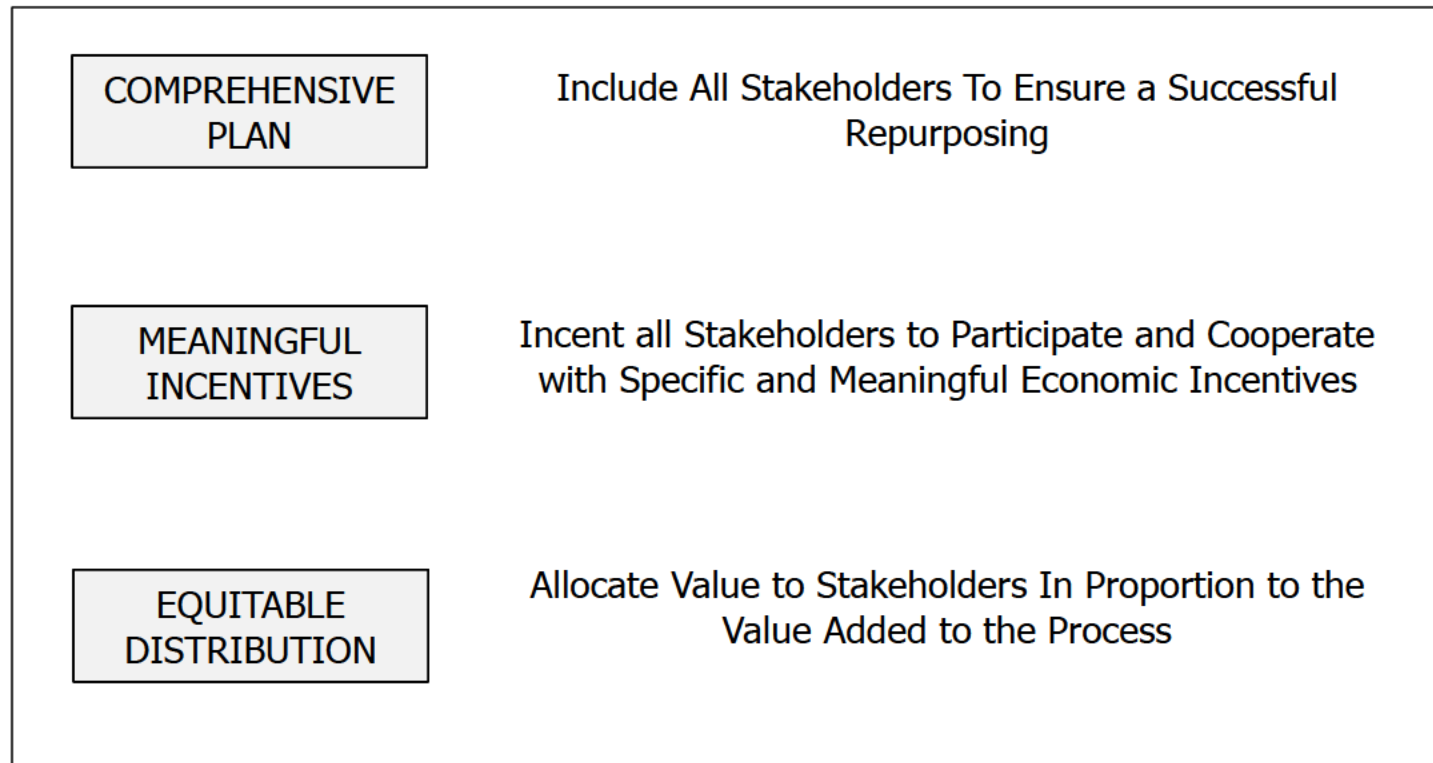 COMPREHENSIVE
PLAN
Include All Stakeholders To Ensure a Successful
Repurposing
MEANINGFUL
INCENTIVES
Incent all Stakeholders to Participate and Cooperate
with Specific and Meaningful Economic Incentives
EQUITABLE
DISTRIBUTION
Allocate Value to Stakeholders In Proportion to the
Value Added to the Process